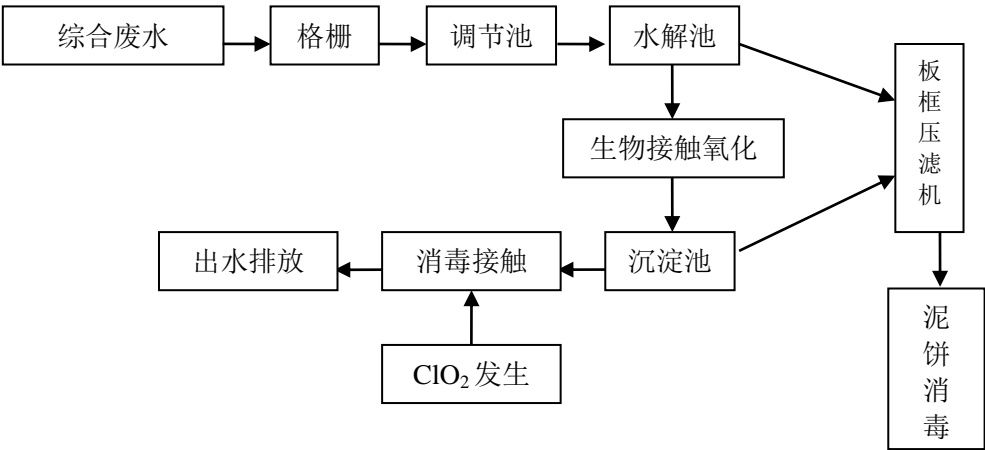 综合废水
格栅
调节池
水解池
板框压滤机
生物接触氧化
出水排放
消毒接触
沉淀池
泥饼消毒
ClO₂发生